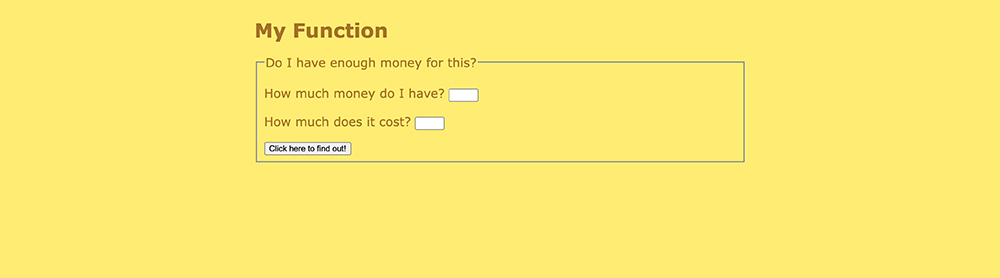 My Function
Do I have enough money for this?
How much money do I have?
How much does it cost?
Click here to find out!